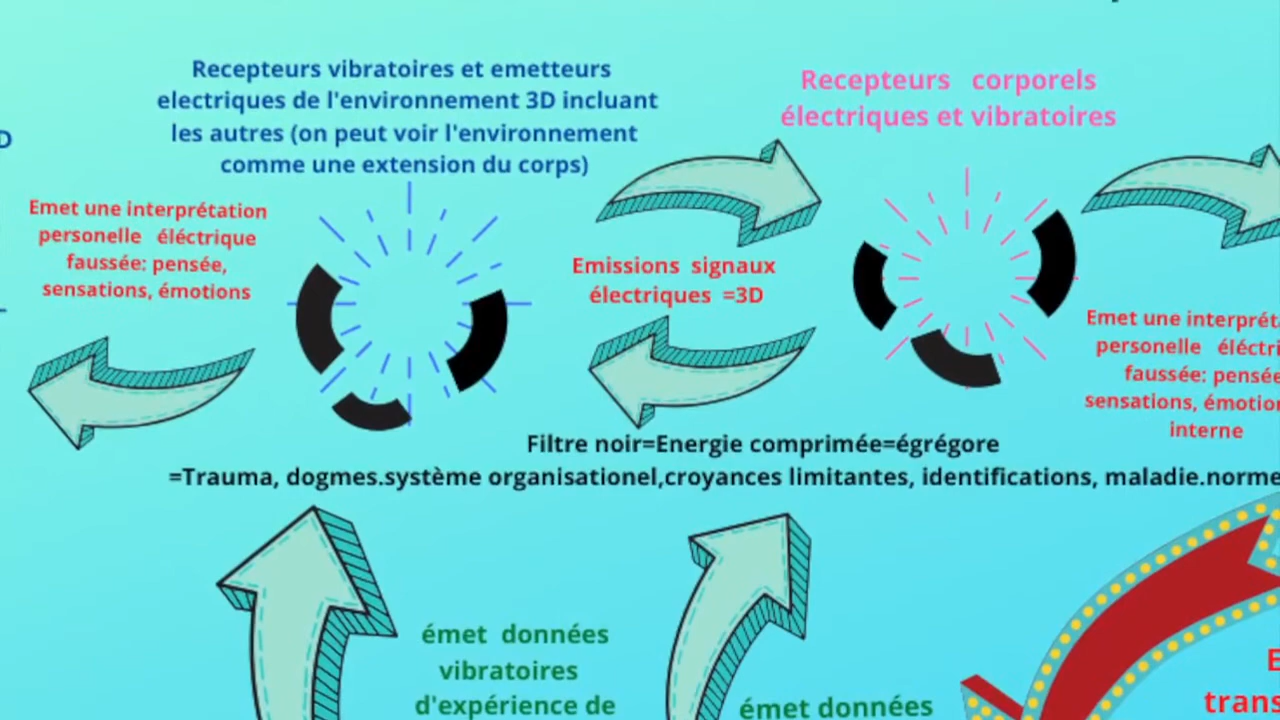 Recepteurs vibratoires et emetteurs
electriques de l'environnement 3D incluant
les autres (on peut voir l'environnement
comme une extension du corps)
Recepteurs corporels
électriques et vibratoires
D
Emet une interprétation
personelle éléctrique
faussée: pensée,
sensations, émotions
Emissions signaux
électriques =3D
Emet une interprét
personelle éléctri
faussée: pensée
sensations, émotion
interne
Filtre noir=Energie comprimée=égrégore
=Trauma, dogmes.système organisationel,croyances limitantes, identifications, maladie.norme
émet données
vibratoires
d'expérience de
émet données
E
trans